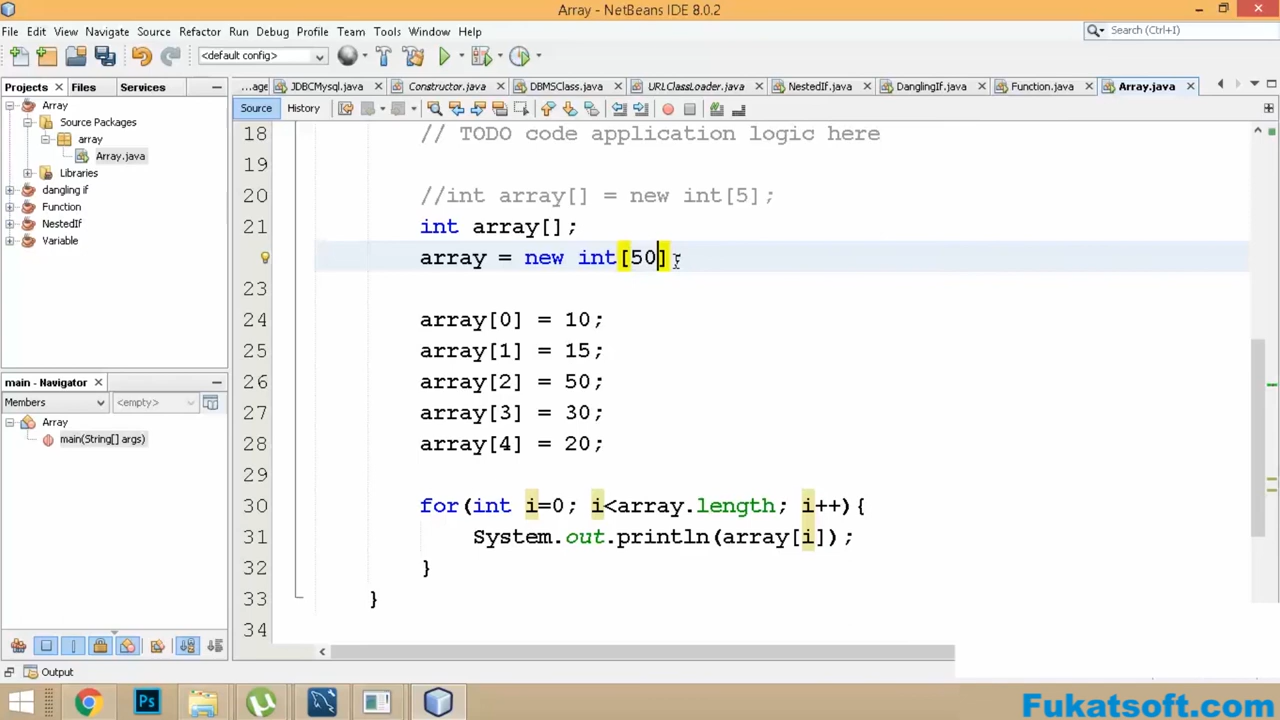 Array - NetBeans IDE 8.0.2
File Edit View Navigate Source Refactor Run Debug Profile Team Tools Window Help
Search (Ctrl+I)
<default config>
Projects Files Services
...age JDBCMysql.java Constructor.java DBMSClass.java URLClassLoader.java NestedIf.java DanglingIf.java Function.java Array.java
Source History
Array
Source Packages
array
Array.java
Libraries
dangling if
Function
NestedIf
Variable
main - Navigator
Members <empty>
Array
main(String[] args)
18 // TODO code application logic here
19
20 //int array[] = new int[5];
21 int array[];
array = new int[50];
23
24 array[0] = 10;
25 array[1] = 15;
26 array[2] = 50;
27 array[3] = 30;
28 array[4] = 20;
29
30 for(int i=0; i<array.length; i++){
31 System.out.println(array[i]);
32 }
33 }
34
Output
Ps
Fukatsoft.com